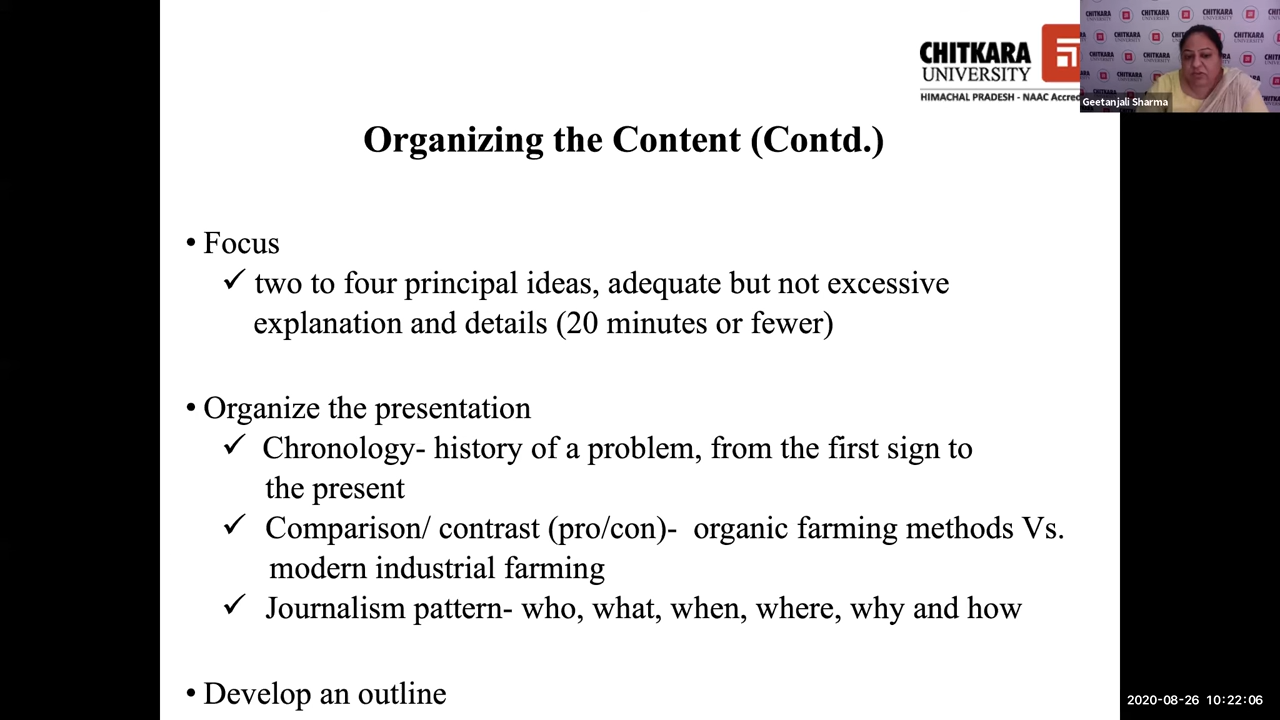 CHITKARA
UNIVERSITY
HIMACHAL PRADESH - NAAC
Geetanjali Sharma
CHITKARA
UNIVERSITY
Organizing the Content (Contd.)
• Focus
✓ two to four principal ideas, adequate but not excessive
explanation and details (20 minutes or fewer)
• Organize the presentation
✓ Chronology- history of a problem, from the first sign to
the present
✓ Comparison/ contrast (pro/con)- organic farming methods Vs.
modern industrial farming
✓ Journalism pattern- who, what, when, where, why and how
• Develop an outline
2020-08-26 10:22:06